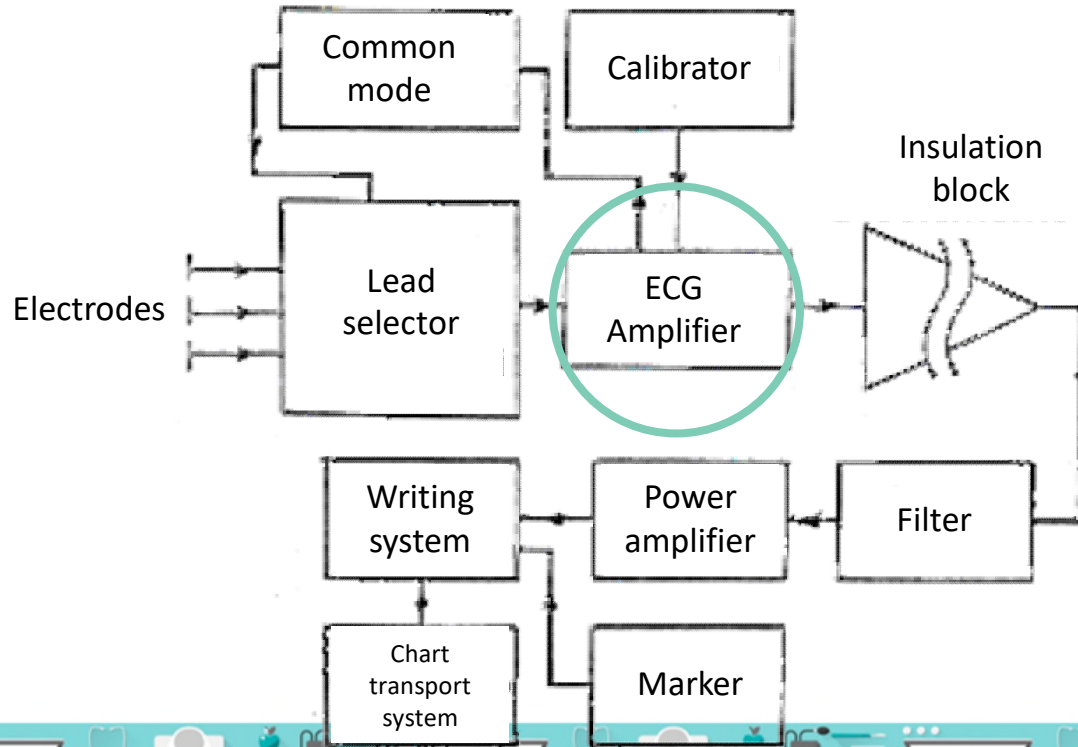 Common
mode
Calibrator
Insulation
block
Electrodes
Lead
selector
ECG
Amplifier
Writing
system
Power
amplifier
Filter
Chart
transport
system
Marker